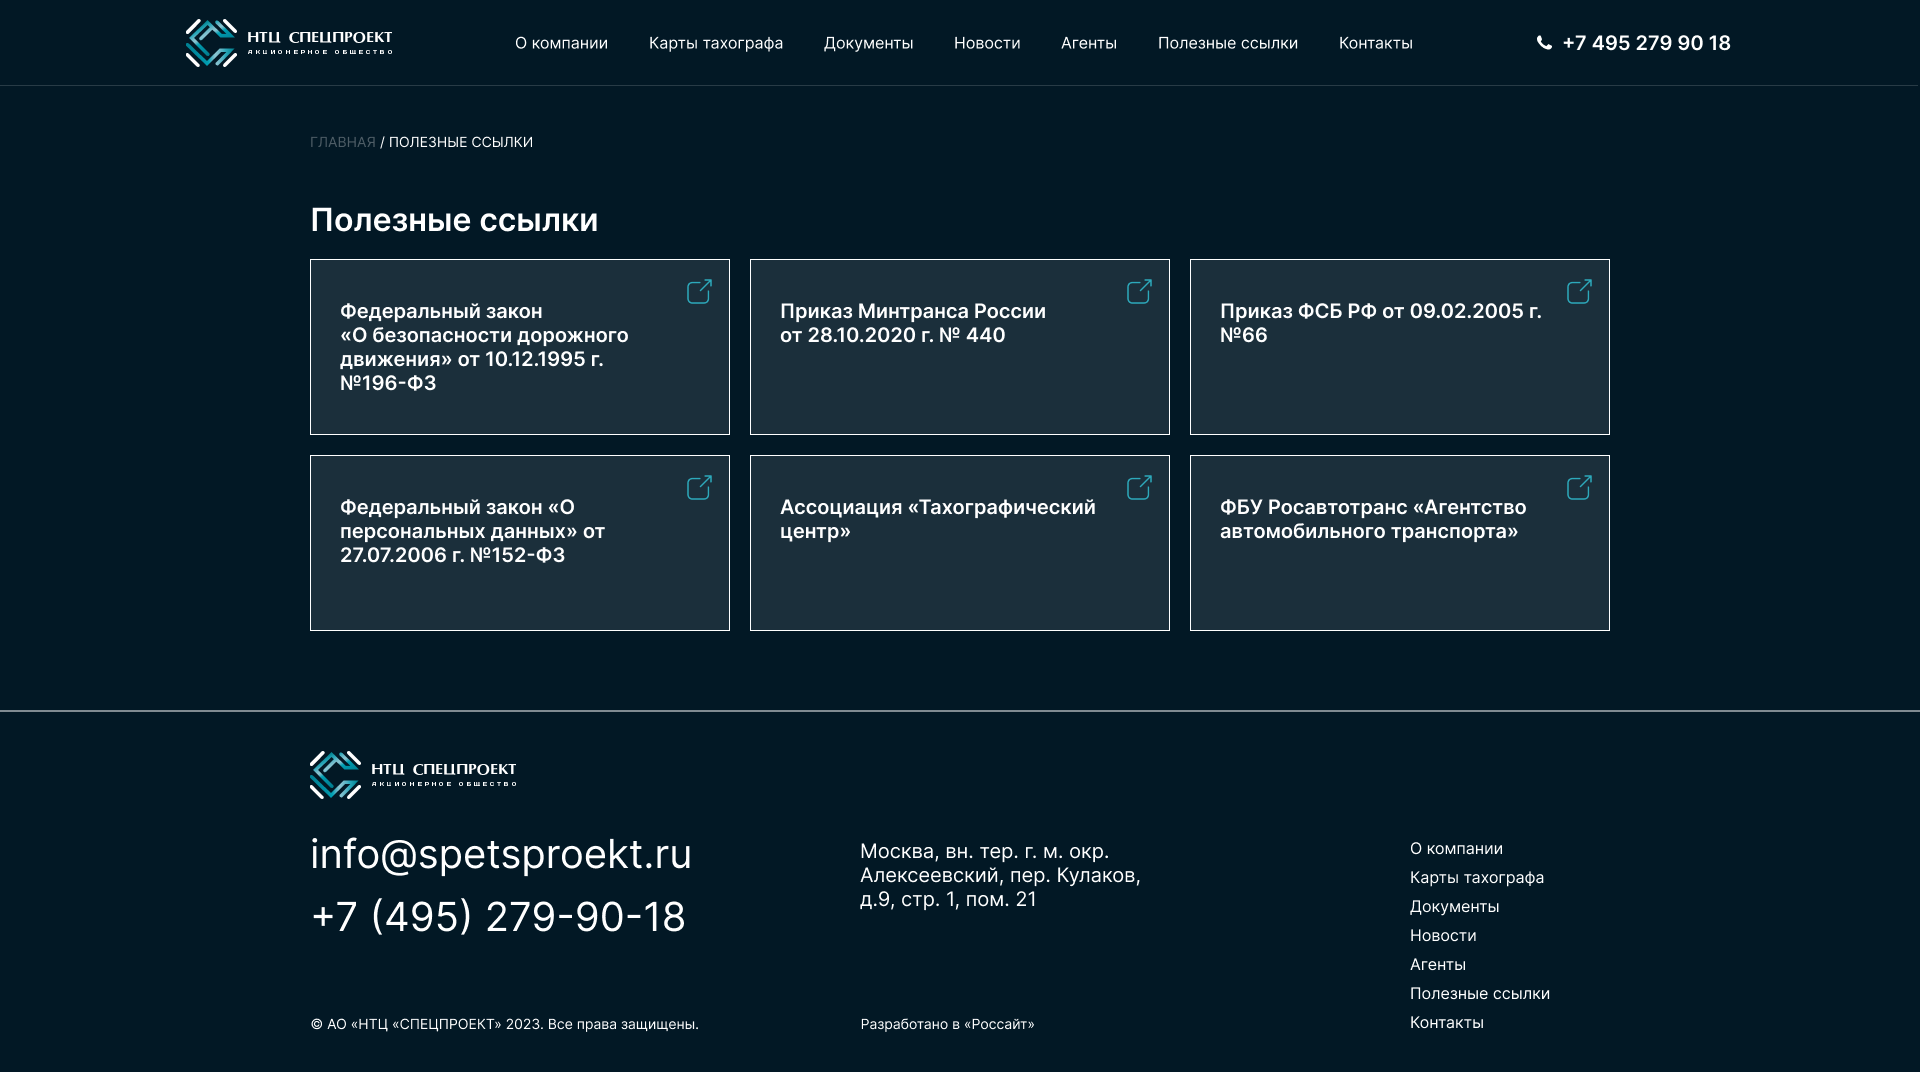 НТЦ СПЕЦПРОЕКТ
АКЦИОНЕРНОЕ ОБЩЕСТВО
О компании
Карты тахографа
Документы
Новости
Агенты
Полезные ссылки
Контакты
+7 495 279 90 18
ГЛАВНАЯ / ПОЛЕЗНЫЕ ССЫЛКИ
Полезные ссылки
Федеральный закон
«О безопасности дорожного
движения» от 10.12.1995 г.
№196-ФЗ
Приказ Минтранса России
от 28.10.2020 г. № 440
Приказ ФСБ РФ от 09.02.2005 г.
№66
Федеральный закон «О
персональных данных» от
27.07.2006 г. №152-ФЗ
Ассоциация «Тахографический
центр»
ФБУ Росавтотранс «Агентство
автомобильного транспорта»
НТЦ СПЕЦПРОЕКТ
АКЦИОНЕРНОЕ ОБЩЕСТВО
info@spetsproekt.ru
+7 (495) 279-90-18
Москва, вн. тер. г. м. окр.
Алексеевский, пер. Кулаков,
д.9, стр. 1, пом. 21
О компании
Карты тахографа
Документы
Новости
Агенты
Полезные ссылки
Контакты
© АО «НТЦ «СПЕЦПРОЕКТ» 2023. Все права защищены.
Разработано в «Россайт»